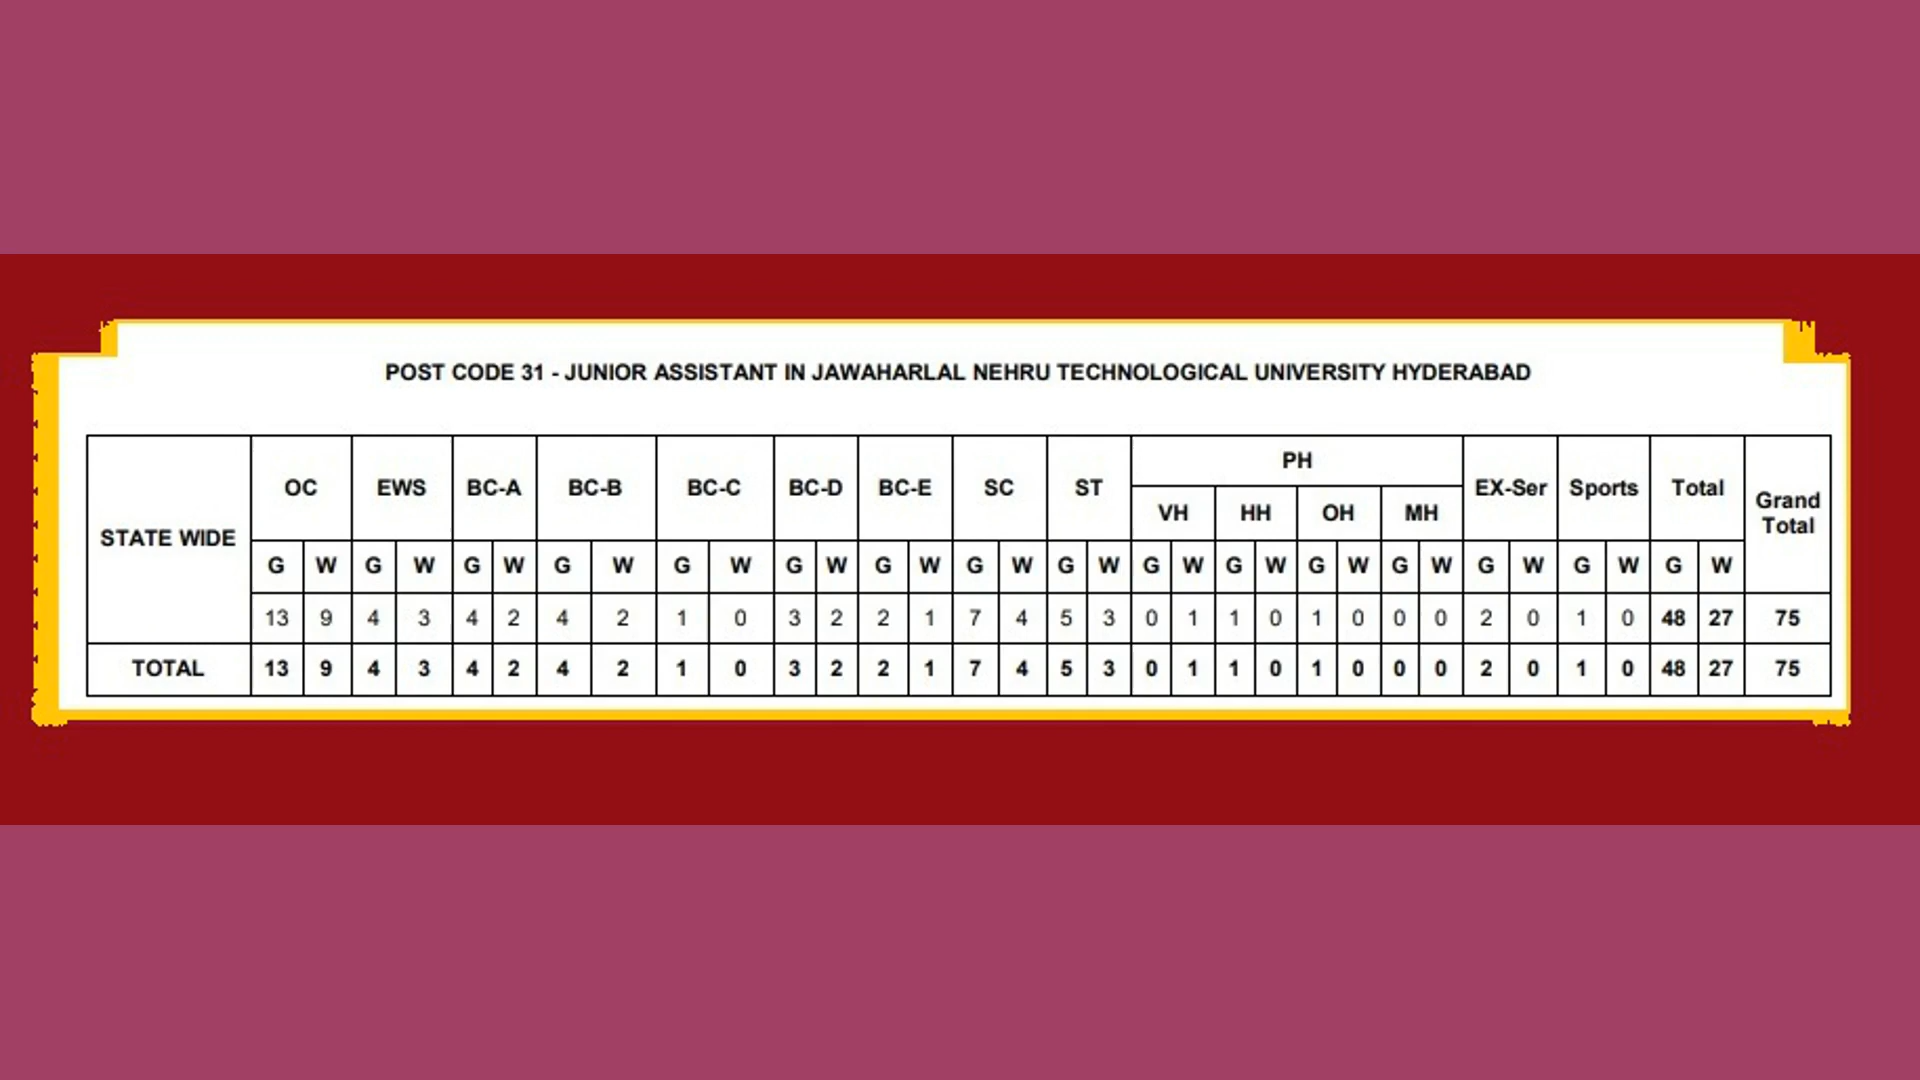 POST CODE 31 - JUNIOR ASSISTANT IN JAWAHARLAL NEHRU TECHNOLOGICAL UNIVERSITY HYDERABAD
STATE WIDE OC EWS BC-A BC-B BC-C BC-D BC-E SC ST PH EX-Ser Sports Total Grand Total
VH HH OH MH
G W G W G W G W G W G W G W G W G W G W G W G W G W G W G W G W
13 9 4 3 4 2 4 2 1 0 3 2 2 1 7 4 5 3 0 1 1 0 1 0 0 0 2 0 1 0 48 27 75
TOTAL 13 9 4 3 4 2 4 2 1 0 3 2 2 1 7 4 5 3 0 1 1 0 1 0 0 0 2 0 1 0 48 27 75